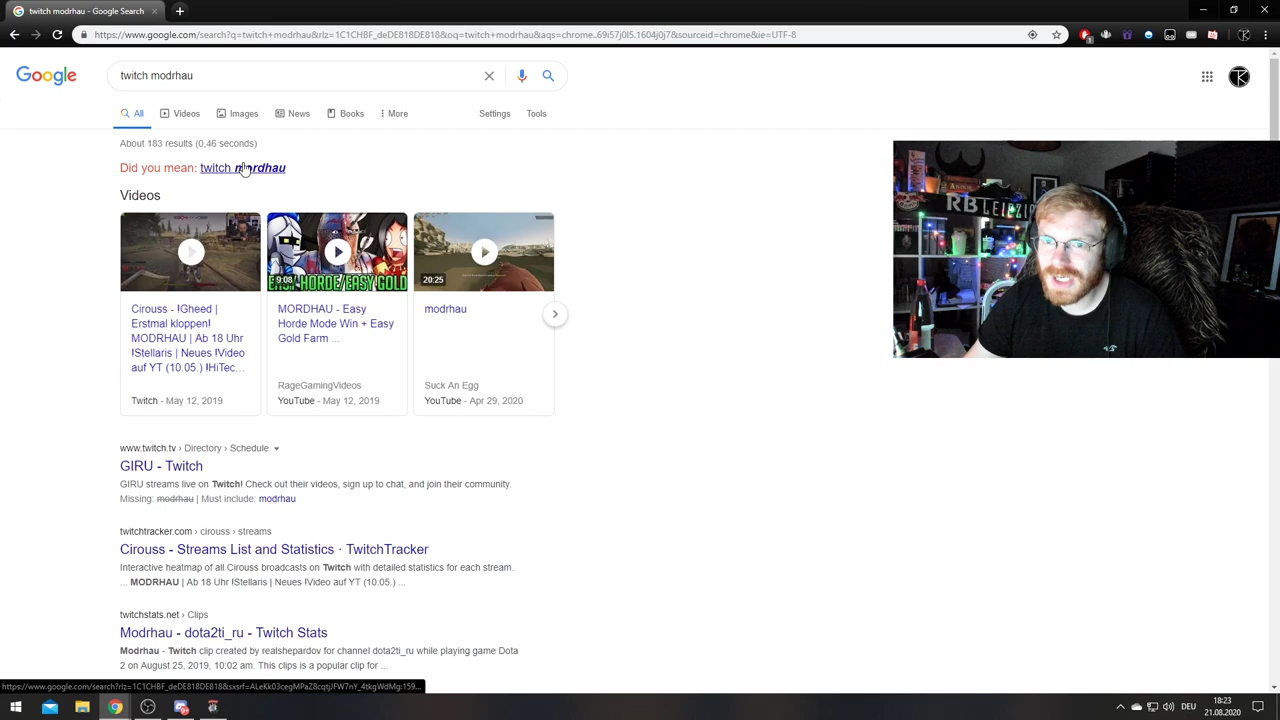 twitch modrhau - Google Search
https://www.google.com/search?q=twitch+modrhau&rlz=1C1CHBF_deDE818DE818&oq=twitch+modrhau&aqs=chrome..69i57j0l5.1604j0j7&sourceid=chrome&ie=UTF-8
Google
twitch modrhau
All
Videos
Images
News
Books
More
Settings
Tools
About 183 results (0,46 seconds)
Did you mean: twitch mordhau
Videos
Cirouss - !Gheed |
Erstmal kloppen!
MODRHAU | Ab 18 Uhr
!Stellaris | Neues !Video
auf YT (10.05.) !HiTec...
Twitch - May 12, 2019
9:08
EASY HORDE/EASY GOLD
MORDHAU - Easy
Horde Mode Win + Easy
Gold Farm ...
RageGamingVideos
YouTube - May 12, 2019
20:25
modrhau
Suck An Egg
YouTube - Apr 29, 2020
RB LEIPZIG
www.twitch.tv › Directory › Schedule
GIRU - Twitch
GIRU streams live on Twitch! Check out their videos, sign up to chat, and join their community.
Missing: modrhau | Must include: modrhau
twitchtracker.com › cirouss › streams
Cirouss - Streams List and Statistics · TwitchTracker
Interactive heatmap of all Cirouss broadcasts on Twitch with detailed statistics for each stream.
... MODRHAU | Ab 18 Uhr !Stellaris | Neues !Video auf YT (10.05.) ...
twitchstats.net › Clips
Modrhau - dota2ti_ru - Twitch Stats
Modrhau - Twitch clip created by realshepardov for channel dota2ti_ru while playing game Dota
2 on August 25, 2019, 10:02 am. This clips is a popular clip for ...
DEU
18:23
21.08.2020